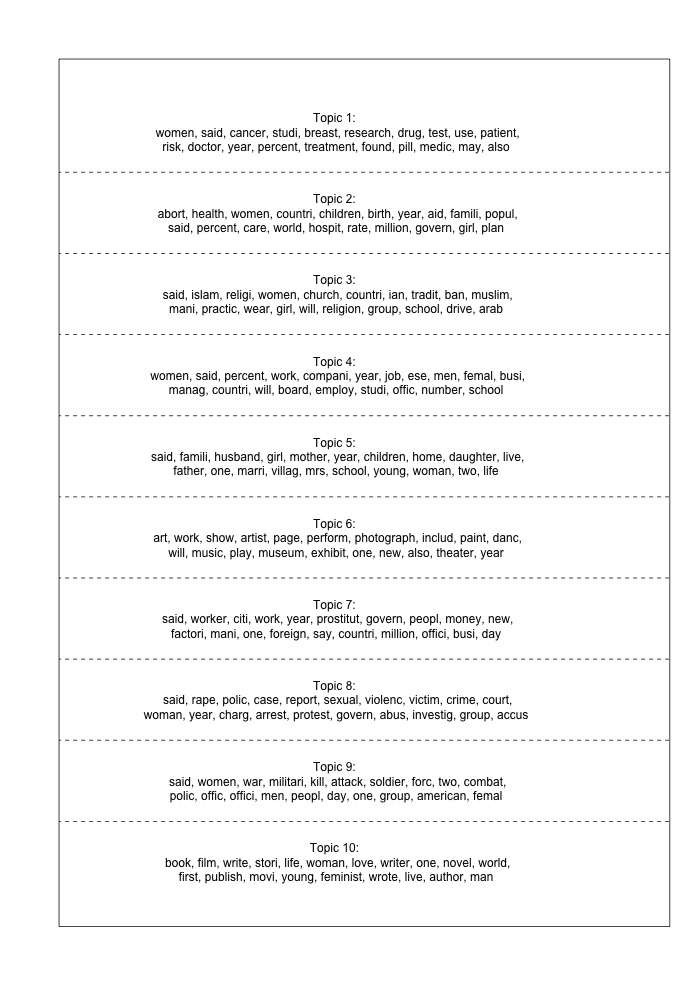 Topic 1:
women, said, cancer, studi, breast, research, drug, test, use, patient,
risk, doctor, year, percent, treatment, found, pill, medic, may, also
Topic 2:
abort, health, women, countri, children, birth, year, aid, famili, popul,
said, percent, care, world, hospit, rate, million, govern, girl, plan
Topic 3:
said, islam, religi, women, church, countri, ian, tradit, ban, muslim,
mani, practic, wear, girl, will, religion, group, school, drive, arab
Topic 4:
women, said, percent, work, compani, year, job, ese, men, femal, busi,
manag, countri, will, board, employ, studi, offic, number, school
Topic 5:
said, famili, husband, girl, mother, year, children, home, daughter, live,
father, one, marri, villag, mrs, school, young, woman, two, life
Topic 6:
art, work, show, artist, page, perform, photograph, includ, paint, danc,
will, music, play, museum, exhibit, one, new, also, theater, year
Topic 7:
said, worker, citi, work, year, prostitut, govern, peopl, money, new,
factori, mani, one, foreign, say, countri, million, offici, busi, day
Topic 8:
said, rape, polic, case, report, sexual, violenc, victim, crime, court,
woman, year, charg, arrest, protest, govern, abus, investig, group, accus
Topic 9:
said, women, war, militari, kill, attack, soldier, forc, two, combat,
polic, offic, offici, men, peopl, day, one, group, american, femal
Topic 10:
book, film, write, stori, life, woman, love, writer, one, novel, world,
first, publish, movi, young, feminist, wrote, live, author, man